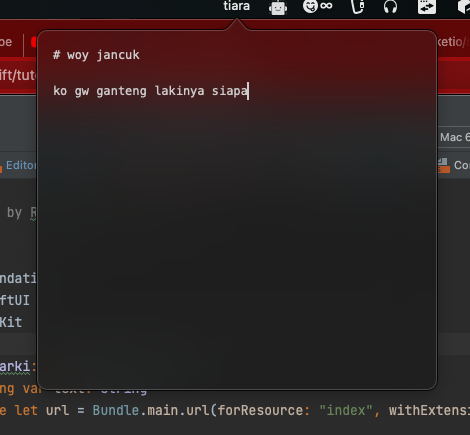 tiara
pe
ketio/
ift/tuto
# woy jancuk
ko gw ganteng lakinya siapa
Mac 6
Editor
Co
by R
ndati
ftUI
Kit
arki:
ng var text: String
e let url = Bundle.main.url(forResource: "index", withExtensi